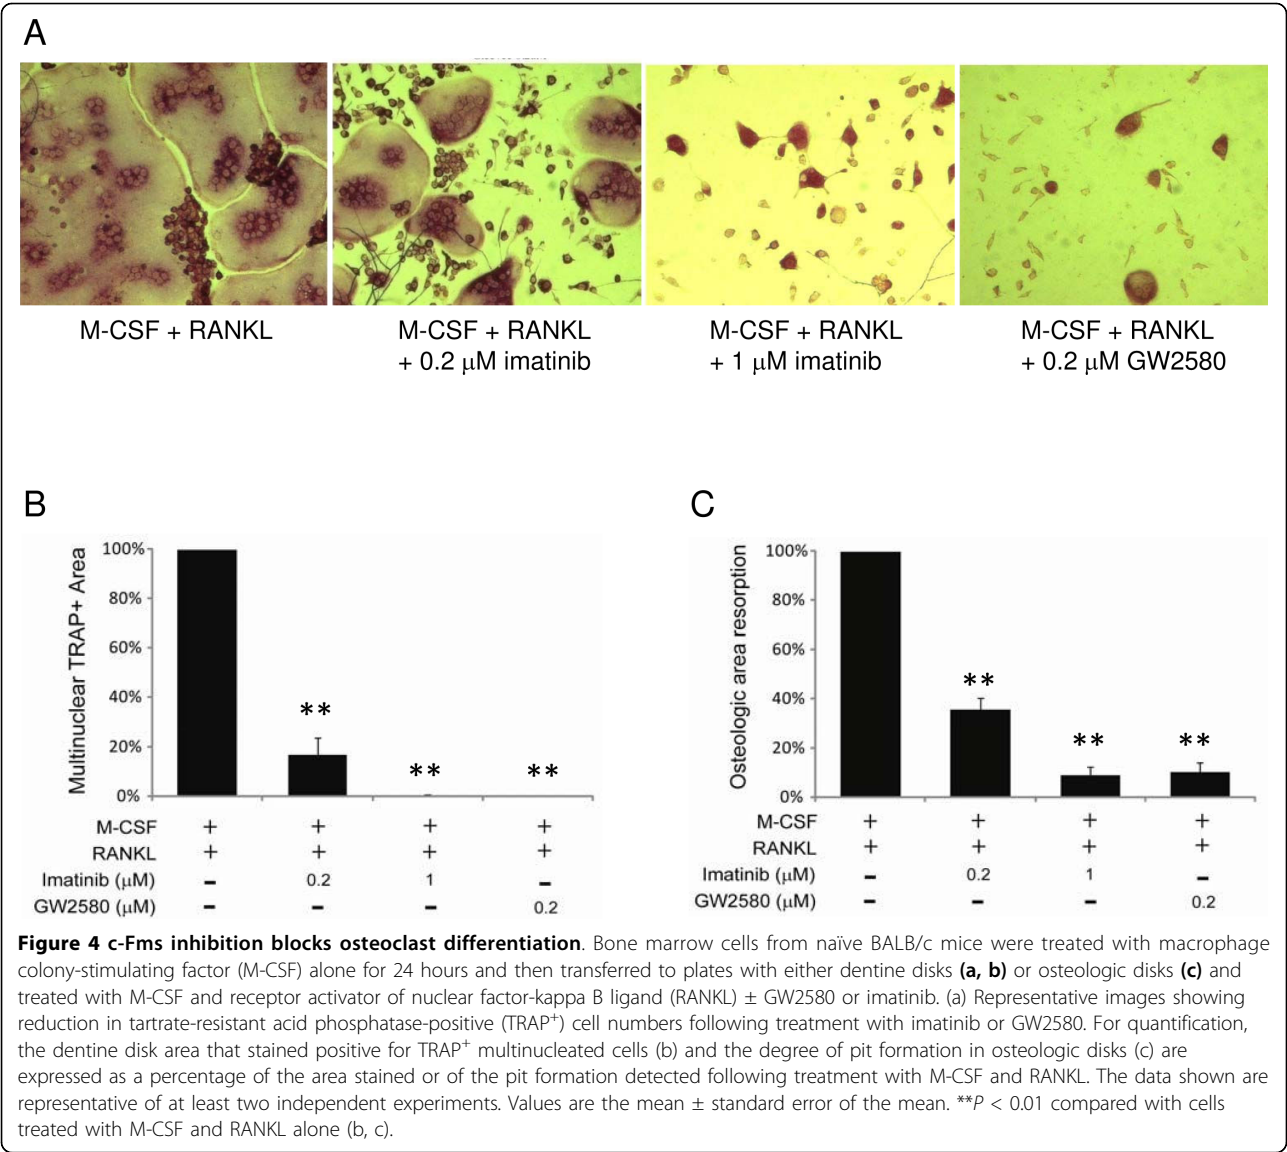 A
M-CSF + RANKL
M-CSF + RANKL
+ 0.2 μM imatinib
M-CSF + RANKL
+ 1 μM imatinib
M-CSF + RANKL
+ 0.2 μM GW2580
B
Multinuclear TRAP+ Area
100%
80%
60%
40%
20%
0%
**
**
**
M-CSF + + + +
RANKL + + + +
Imatinib (μM) - 0.2 1 -
GW2580 (μM) - - - 0.2
C
Osteologic area resorption
100%
80%
60%
40%
20%
0%
**
**
**
M-CSF + + + +
RANKL + + + +
Imatinib (μM) - 0.2 1 -
GW2580 (μM) - - - 0.2
Figure 4 c-Fms inhibition blocks osteoclast differentiation. Bone marrow cells from naïve BALB/c mice were treated with macrophage
colony-stimulating factor (M-CSF) alone for 24 hours and then transferred to plates with either dentine disks (a, b) or osteologic disks (c) and
treated with M-CSF and receptor activator of nuclear factor-kappa B ligand (RANKL) ± GW2580 or imatinib. (a) Representative images showing
reduction in tartrate-resistant acid phosphatase-positive (TRAP+) cell numbers following treatment with imatinib or GW2580. For quantification,
the dentine disk area that stained positive for TRAP+ multinucleated cells (b) and the degree of pit formation in osteologic disks (c) are
expressed as a percentage of the area stained or of the pit formation detected following treatment with M-CSF and RANKL. The data shown are
representative of at least two independent experiments. Values are the mean ± standard error of the mean. **P < 0.01 compared with cells
treated with M-CSF and RANKL alone (b, c).